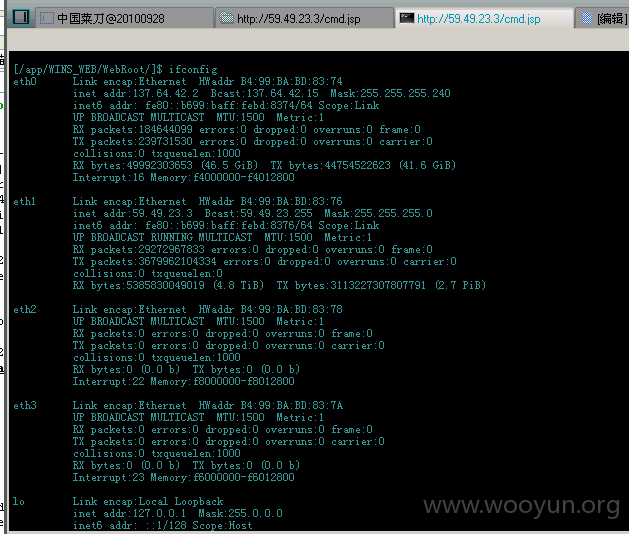 中国菜刀@20100928 http://59.49.23.3/cmd.jsp http://59.49.23.3/cmd.jsp [编辑]
[/app/WINS_WEB/WebRoot/]$ ifconfig
eth0 Link encap:Ethernet HWaddr B4:99:BA:BD:83:74
inet addr:137.64.42.2 Bcast:137.64.42.15 Mask:255.255.255.240
inet6 addr: fe80::b699:baff:febd:8374/64 Scope:Link
UP BROADCAST MULTICAST MTU:1500 Metric:1
RX packets:184644099 errors:0 dropped:0 overruns:0 frame:0
TX packets:239731530 errors:0 dropped:0 overruns:0 carrier:0
collisions:0 txqueuelen:1000
RX bytes:49992303653 (46.5 GiB) TX bytes:44754522623 (41.6 GiB)
Interrupt:16 Memory:f4000000-f4012800
eth1 Link encap:Ethernet HWaddr B4:99:BA:BD:83:76
inet addr:59.49.23.3 Bcast:59.49.23.255 Mask:255.255.255.0
inet6 addr: fe80::b699:baff:febd:8376/64 Scope:Link
UP BROADCAST RUNNING MULTICAST MTU:1500 Metric:1
RX packets:29272967833 errors:0 dropped:0 overruns:0 frame:0
TX packets:3679962104334 errors:0 dropped:0 overruns:0 carrier:0
collisions:0 txqueuelen:0
RX bytes:5385830049019 (4.8 TiB) TX bytes:3113227307807791 (2.7 PiB)
eth2 Link encap:Ethernet HWaddr B4:99:BA:BD:83:78
UP BROADCAST MULTICAST MTU:1500 Metric:1
RX packets:0 errors:0 dropped:0 overruns:0 frame:0
TX packets:0 errors:0 dropped:0 overruns:0 carrier:0
collisions:0 txqueuelen:1000
RX bytes:0 (0.0 b) TX bytes:0 (0.0 b)
Interrupt:22 Memory:f8000000-f8012800
eth3 Link encap:Ethernet HWaddr B4:99:BA:BD:83:7A
UP BROADCAST MULTICAST MTU:1500 Metric:1
RX packets:0 errors:0 dropped:0 overruns:0 frame:0
TX packets:0 errors:0 dropped:0 overruns:0 carrier:0
collisions:0 txqueuelen:1000
RX bytes:0 (0.0 b) TX bytes:0 (0.0 b)
Interrupt:23 Memory:f6000000-f6012800
lo Link encap:Local Loopback
inet addr:127.0.0.1 Mask:255.0.0.0
inet6 addr: ::1/128 Scope:Host
www.wooyun.org